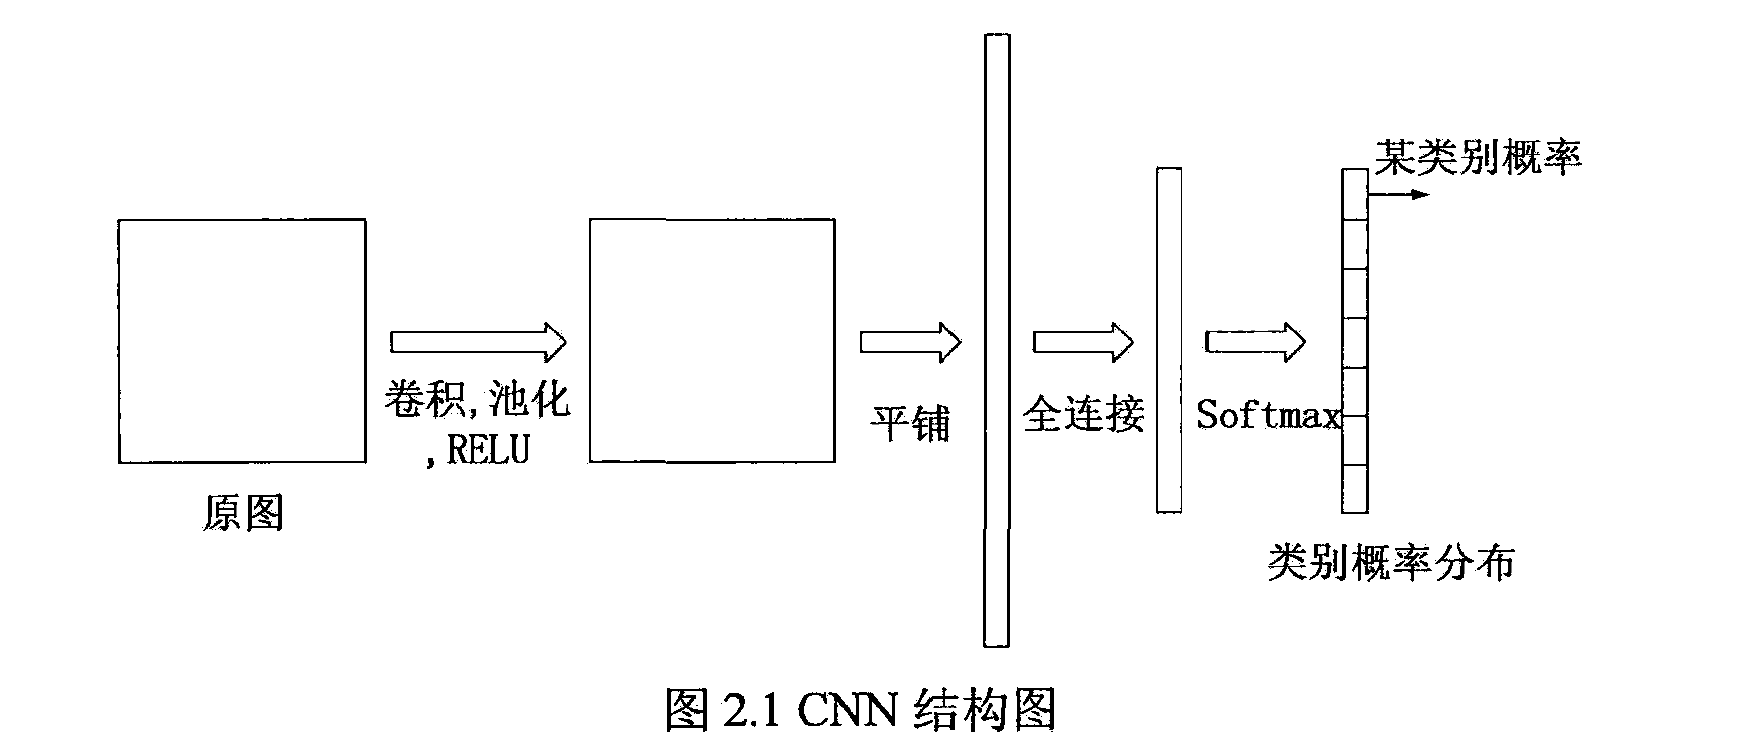 某类别概率
卷积,池化
,RELU
平铺
全连接
Softmax
原图
类别概率分布
图 2.1 CNN 结构图